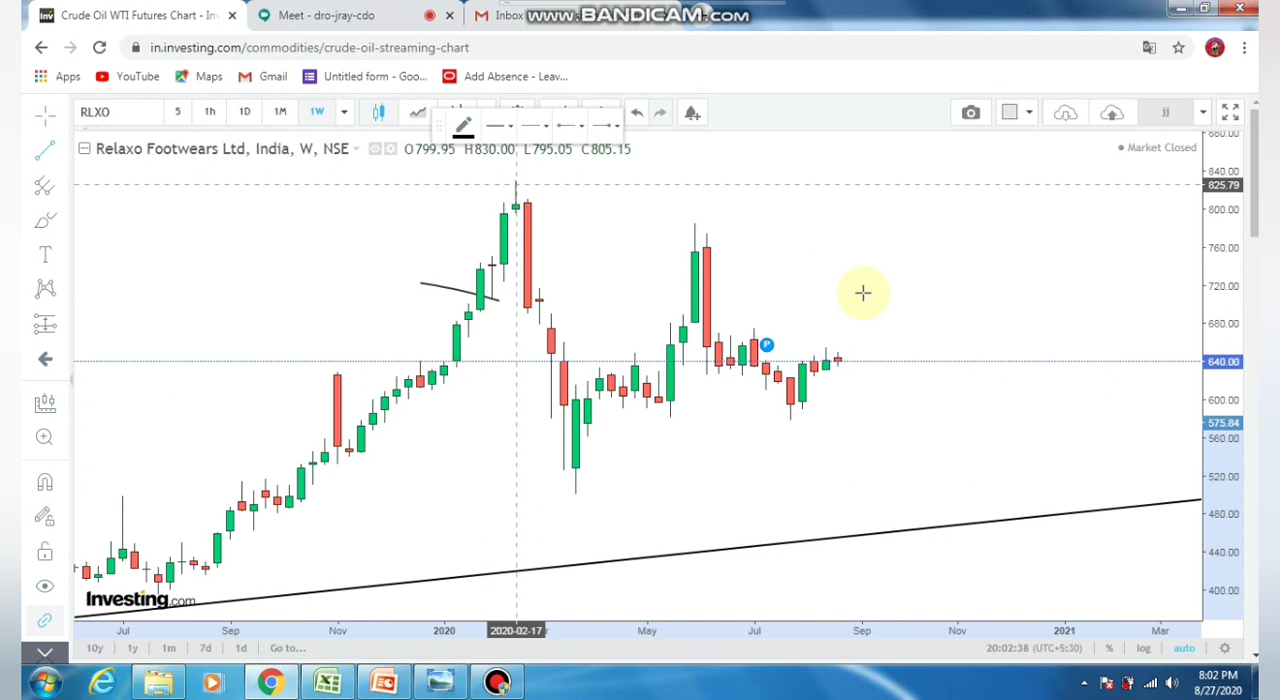 Crude Oil WTI Futures Chart - Inv
Meet - dro-jray-cdo
Inbox
www.BANDICAM.com
in.investing.com/commodities/crude-oil-streaming-chart
Apps YouTube Maps Gmail Untitled form - Goo... Add Absence - Leav...
RLXO 5 1h 1D 1M 1W jj
Relaxo Footwears Ltd, India, W, NSE O799.95 H830.00 L795.05 C805.15
Market Closed
680.00
840.00
825.79
800.00
760.00
720.00
680.00
640.00
600.00
575.84
560.00
520.00
480.00
440.00
400.00
P
T
Investing.com
Jul Sep Nov 2020 2020-02-17 May Jul Sep Nov 2021 Mar
10y 1y 1m 7d 1d Go to... 20:02:38 (UTC+5:30) % log auto
8:02 PM
8/27/2020